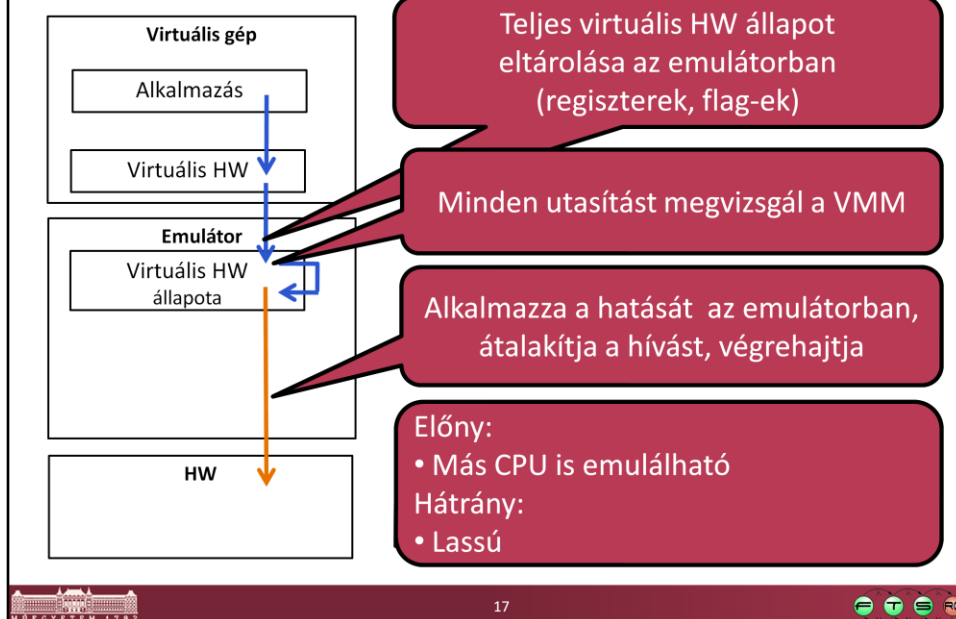 Virtuális gép
Alkalmazás
Virtuális HW
Emulátor
Virtuális HW
állapota
HW
Teljes virtuális HW állapot
eltárolása az emulátorban
(regiszterek, flag-ek)
Minden utasítást megvizsgál a VMM
Alkalmazza a hatását az emulátorban,
átalakítja a hívást, végrehajtja
Előny:
• Más CPU is emulálható
Hátrány:
• Lassú
MŰEGYETEM 1782
17
F T S R